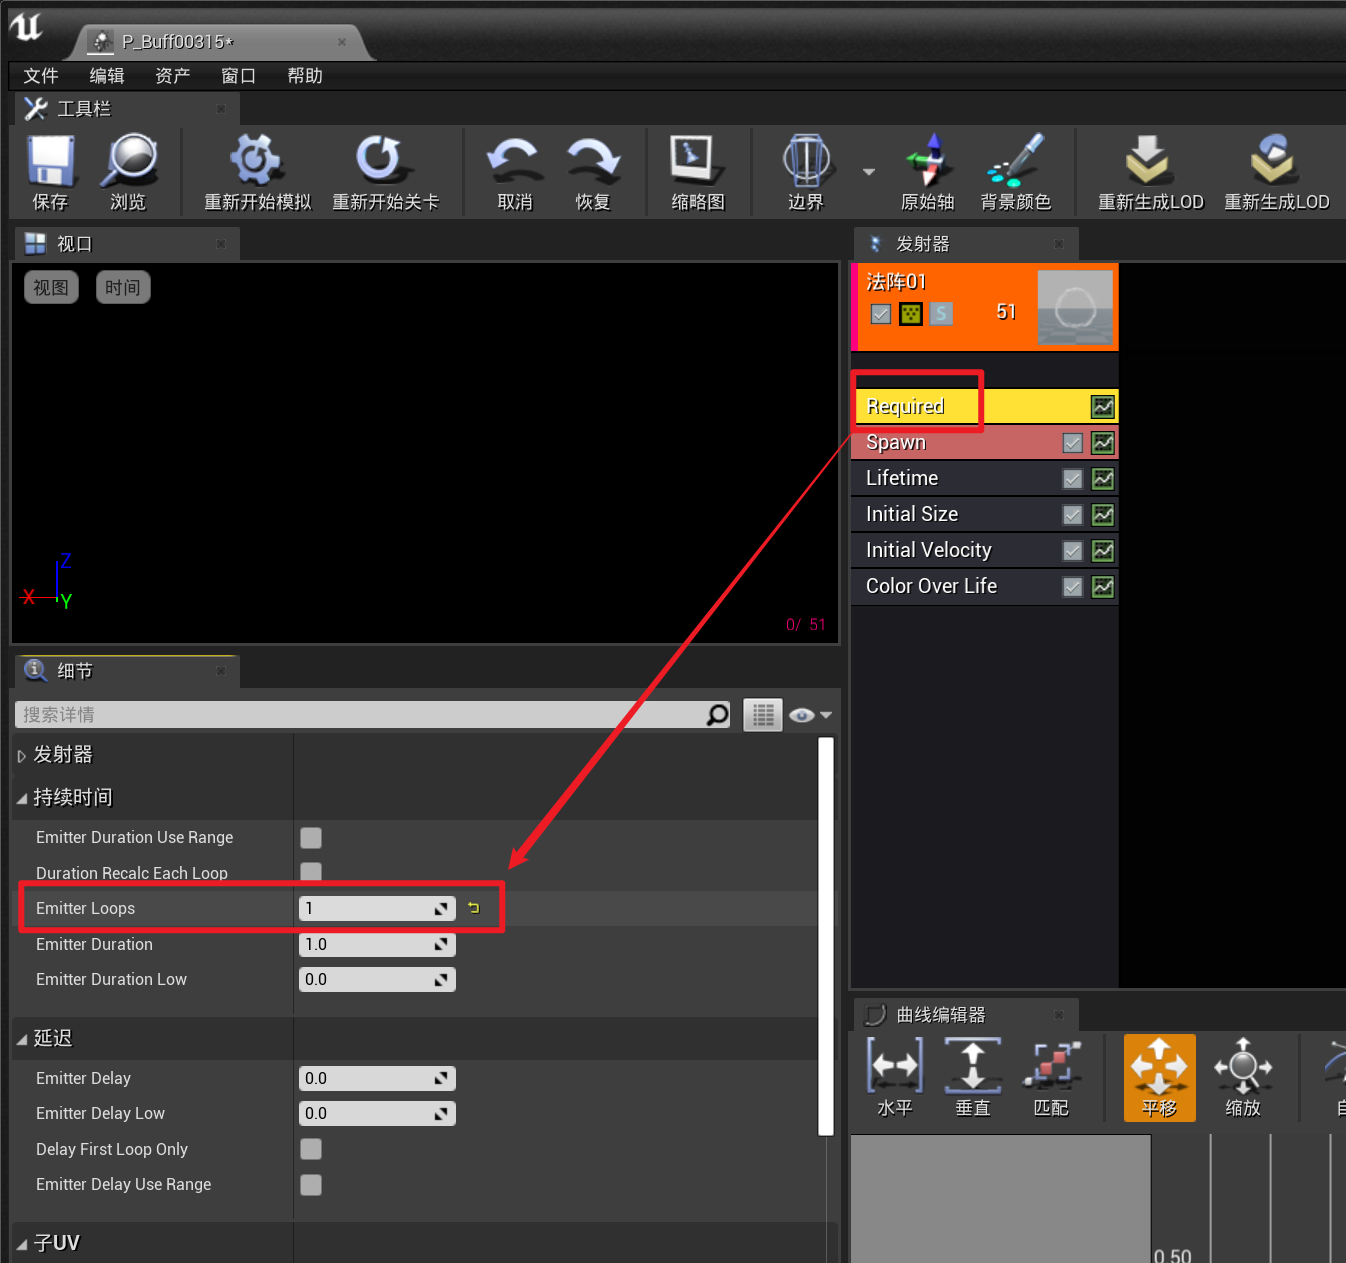 P_Buff00315*
文件 编辑 资产 窗口 帮助
工具栏
保存 浏览 重新开始模拟 重新开始关卡 取消 恢复 缩略图 边界 原始轴 背景颜色 重新生成LOD 重新生成LOD
视口
视图 时间
Z
X
Y
0/ 51
发射器
法阵01
S
51
Required
Spawn
Lifetime
Initial Size
Initial Velocity
Color Over Life
细节
搜索详情
发射器
持续时间
Emitter Duration Use Range
Duration Recalc Each Loop
Emitter Loops 1
Emitter Duration 1.0
Emitter Duration Low 0.0
延迟
Emitter Delay 0.0
Emitter Delay Low 0.0
Delay First Loop Only
Emitter Delay Use Range
子UV
曲线编辑器
水平 垂直 匹配 平移 缩放
0.50